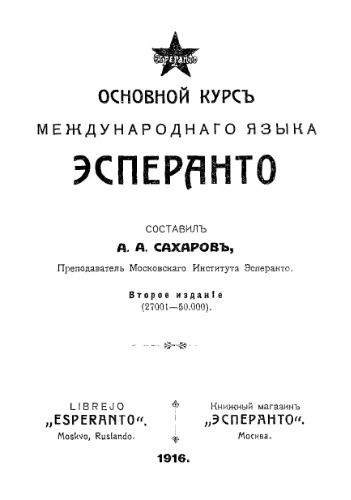 ESPERANTO
ОСНОВНОЙ КУРСЪ
МЕЖДУНАРОДНАГО ЯЗЫКА
ЭСПЕРАНТО
СОСТАВИЛЪ
А. А. САХАРОВЪ,
Преподаватель Московскаго Института Эсперанто.
Второе изданіе
(27001—50.000).
LIBREJO
„ESPERANTO“.
Moskvo, Ruslando.
Книжный магазинъ
„ЭСПЕРАНТО“.
Москва.
1916.